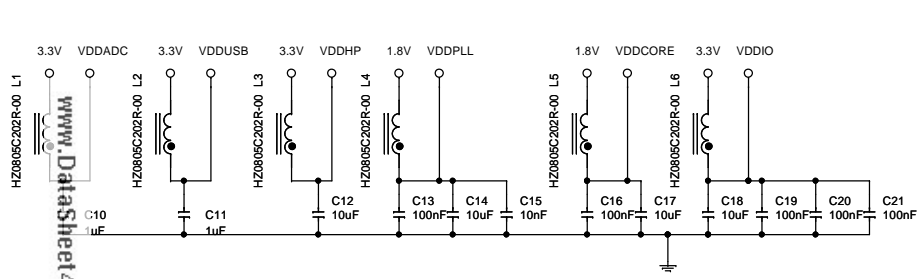 3.3V VDDADC 3.3V VDDUSB 3.3V VDDHP 1.8V VDDPLL 1.8V VDDCORE 3.3V VDDIO
HZ0805C202R-00 L1
HZ0805C202R-00 L2
HZ0805C202R-00 L3
HZ0805C202R-00 L4
HZ0805C202R-00 L5
HZ0805C202R-00 L6
www.DataSheet4
C10
1uF
C11
1uF
C12
10uF
C13
100nF
C14
10uF
C15
10nF
C16
100nF
C17
10uF
C18
10uF
C19
100nF
C20
100nF
C21
100nF